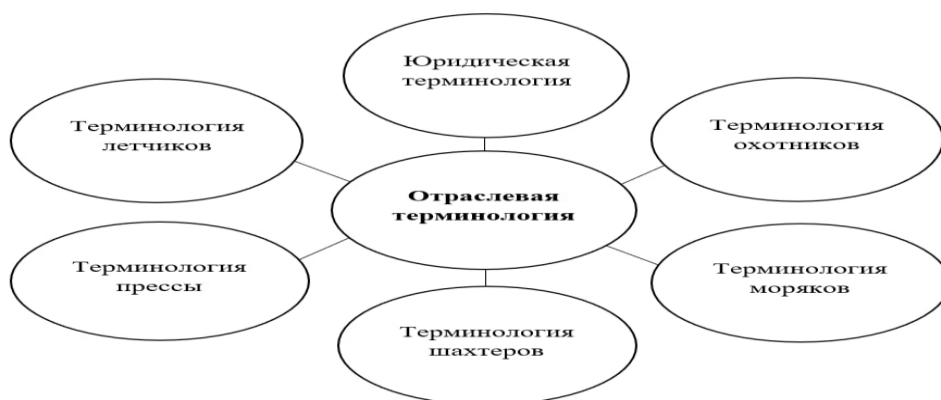 Юридическая
терминология
Терминология
летчиков
Терминология
охотников
Отраслевая
терминология
Терминология
прессы
Терминология
моряков
Терминология
шахтеров